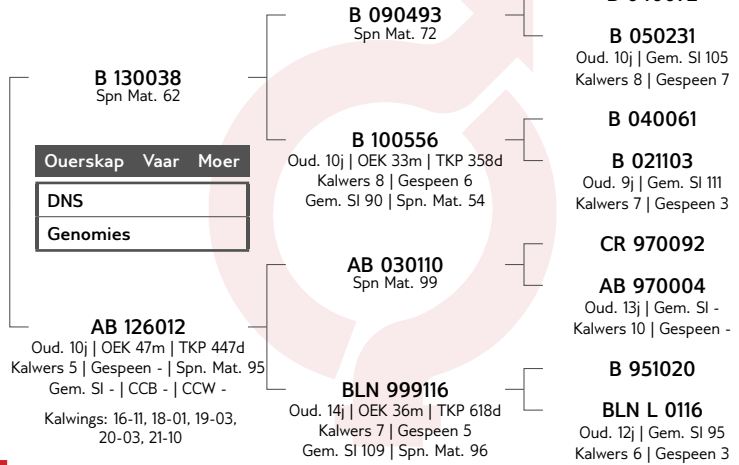 B 090493
Spn Mat. 72
B 050231
Oud. 10j | Gem. SI 105
Kalwers 8 | Gespeen 7
B 130038
Spn Mat. 62
B 040061
B 100556
Oud. 10j | OEK 33m | TKP 358d
Kalwers 8 | Gespeen 6
Gem. SI 90 | Spn. Mat. 54
B 021103
Oud. 9j | Gem. SI 111
Kalwers 7 | Gespeen 3
Ouerskap Vaar Moer
DNS
Genomies
CR 970092
AB 030110
Spn Mat. 99
AB 970004
Oud. 13j | Gem. SI -
Kalwers 10 | Gespeen -
AB 126012
Oud. 10j | OEK 47m | TKP 447d
Kalwers 5 | Gespeen - | Spn. Mat. 95
Gem. SI - | CCB - | CCW -
Kalwings: 16-11, 18-01, 19-03,
20-03, 21-10
B 951020
BLN 999116
Oud. 14j | OEK 36m | TKP 618d
Kalwers 7 | Gespeen 5
Gem. SI 109 | Spn. Mat. 96
BLN L 0116
Oud. 12j | Gem. SI 95
Kalwers 6 | Gespeen 3